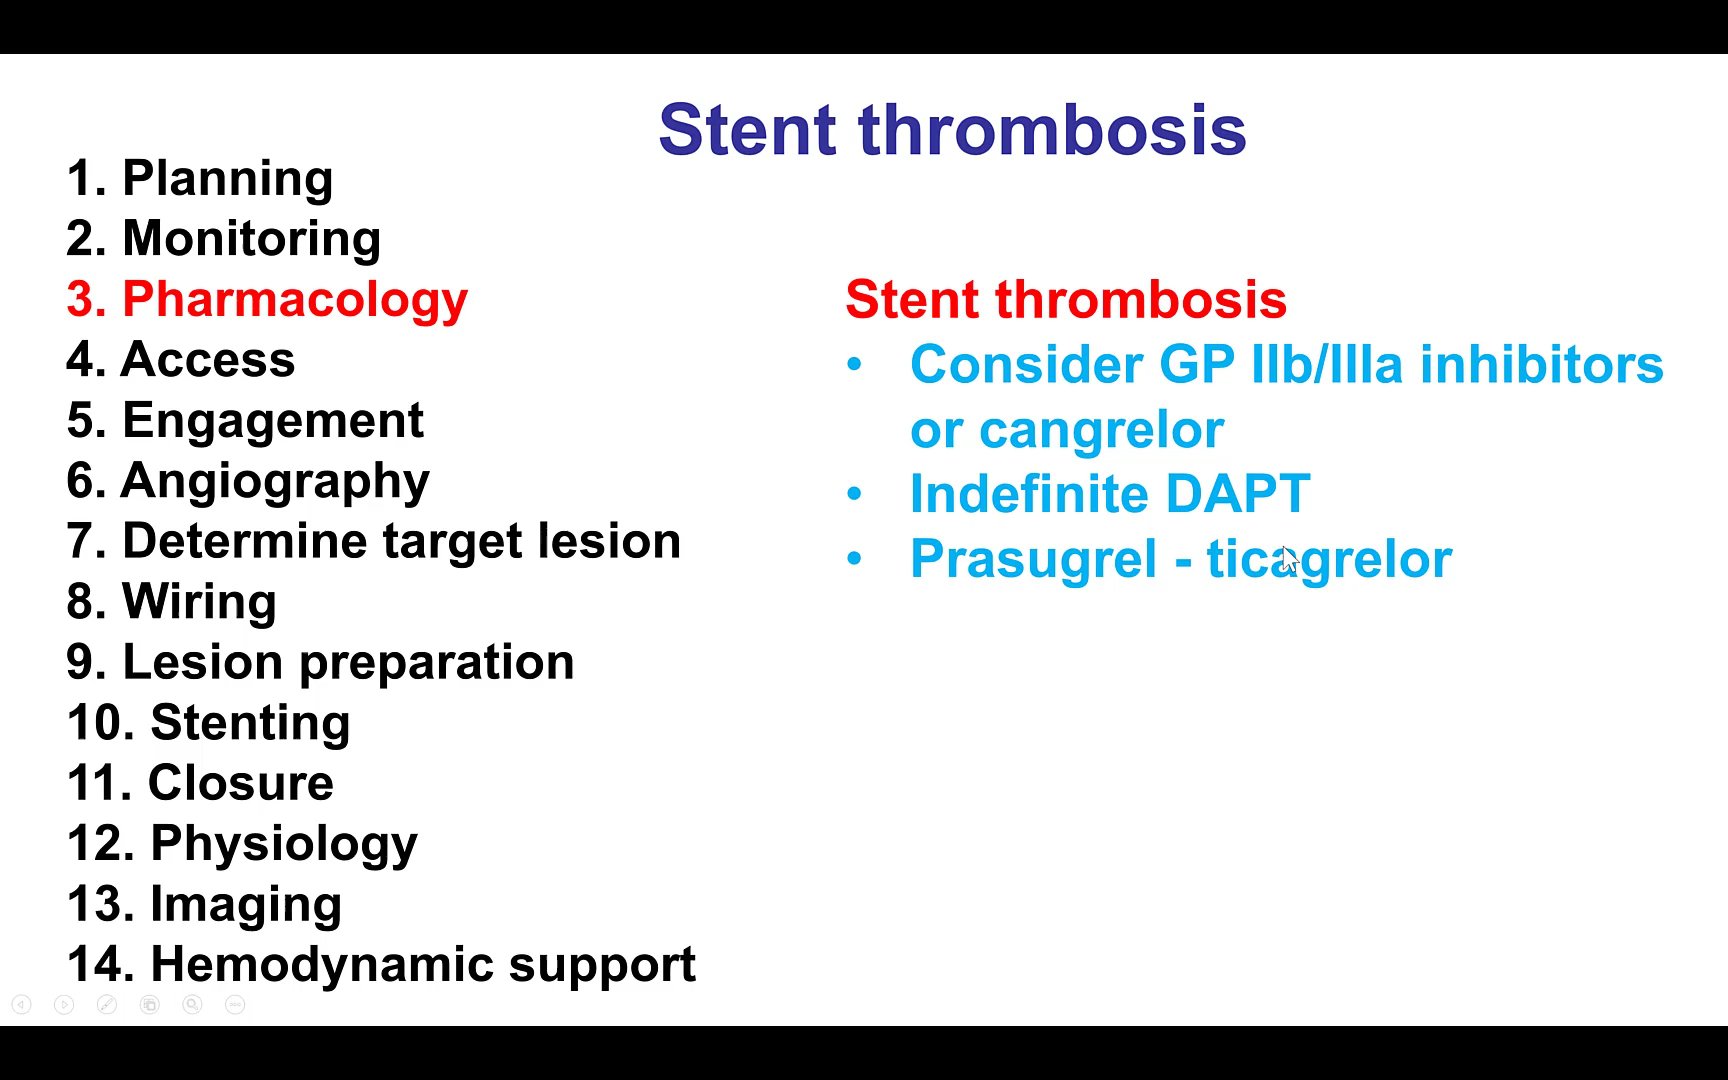 Stent thrombosis
1. Planning
2. Monitoring
3. Pharmacology
4. Access
5. Engagement
6. Angiography
7. Determine target lesion
8. Wiring
9. Lesion preparation
10. Stenting
11. Closure
12. Physiology
13. Imaging
14. Hemodynamic support
Stent thrombosis
• Consider GP IIb/IIIa inhibitors
or cangrelor
• Indefinite DAPT
• Prasugrel - ticagrelor